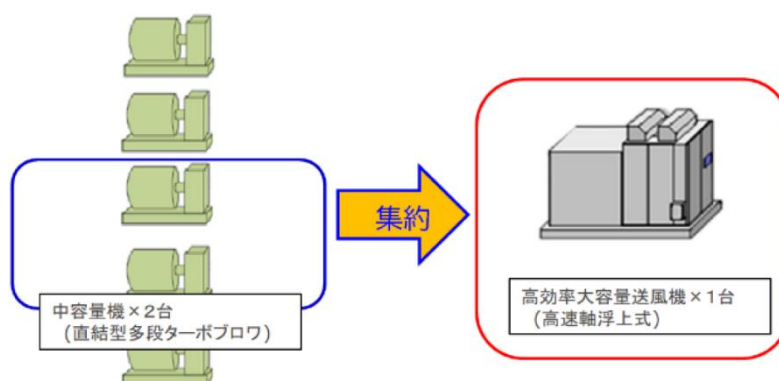 集約
中容量機×2台
(直結型多段ターボブロワ)
高効率大容量送風機×1台
(高速軸浮上式)